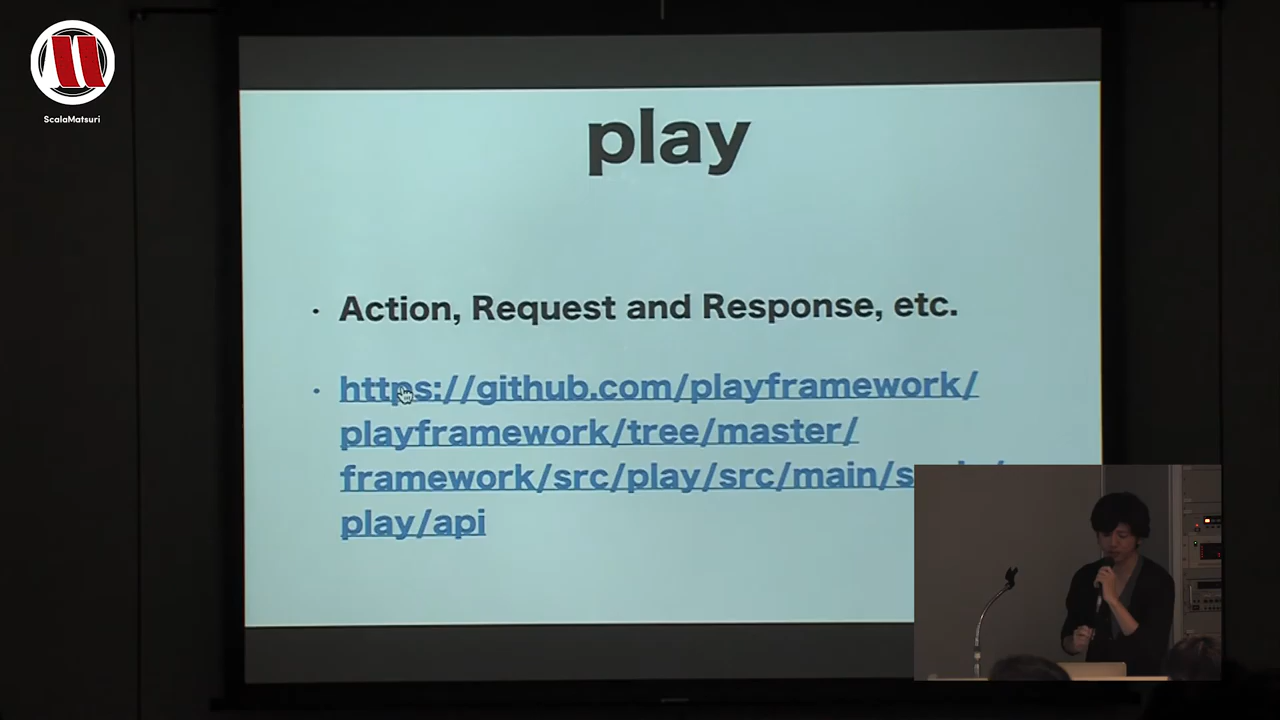 ScalaMatsuri
play
· Action, Request and Response, etc.
· https://github.com/playframework/
playframework/tree/master/
framework/src/play/src/main/s
play/api